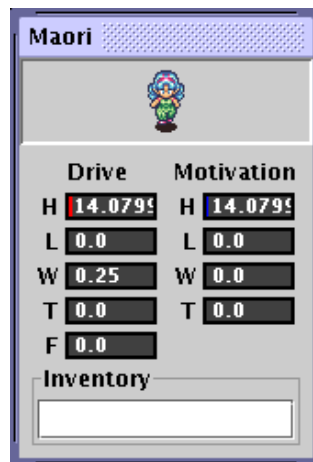 Maori
Drive Motivation
H 14.0799 H 14.0799
L 0.0 L 0.0
W 0.25 W 0.0
T 0.0 T 0.0
F 0.0
Inventory